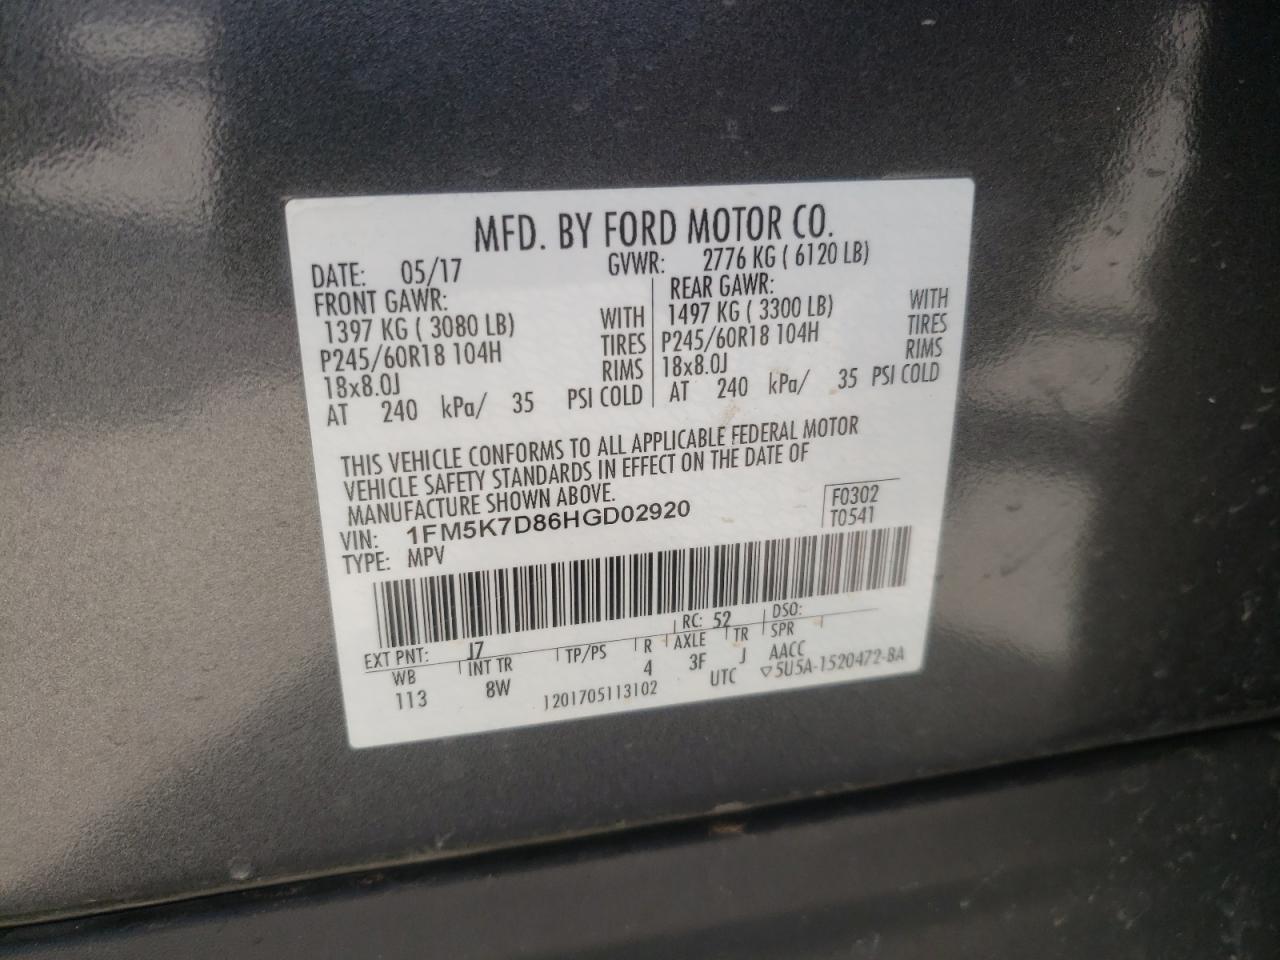 MFD. BY FORD MOTOR CO.
DATE: 05/17 GVWR: 2776 KG ( 6120 LB)
FRONT GAWR:
1397 KG ( 3080 LB) WITH
P245/60R18 104H TIRES
18x8.0J RIMS
AT 240 kPa/ 35 PSI COLD
REAR GAWR:
1497 KG ( 3300 LB) WITH
P245/60R18 104H TIRES
18x8.0J RIMS
AT 240 kPa/ 35 PSI COLD
THIS VEHICLE CONFORMS TO ALL APPLICABLE FEDERAL MOTOR
VEHICLE SAFETY STANDARDS IN EFFECT ON THE DATE OF
MANUFACTURE SHOWN ABOVE.
VIN: 1FM5K7D86HGD02920
TYPE: MPV
F0302
T0541
EXT PNT: J7 RC: 52 DSO:
WB INT TR TP/PS R AXLE TR SPR
113 8W 4 3F J AACC
1201705113102 UTC ▽5U5A-1520472-BA